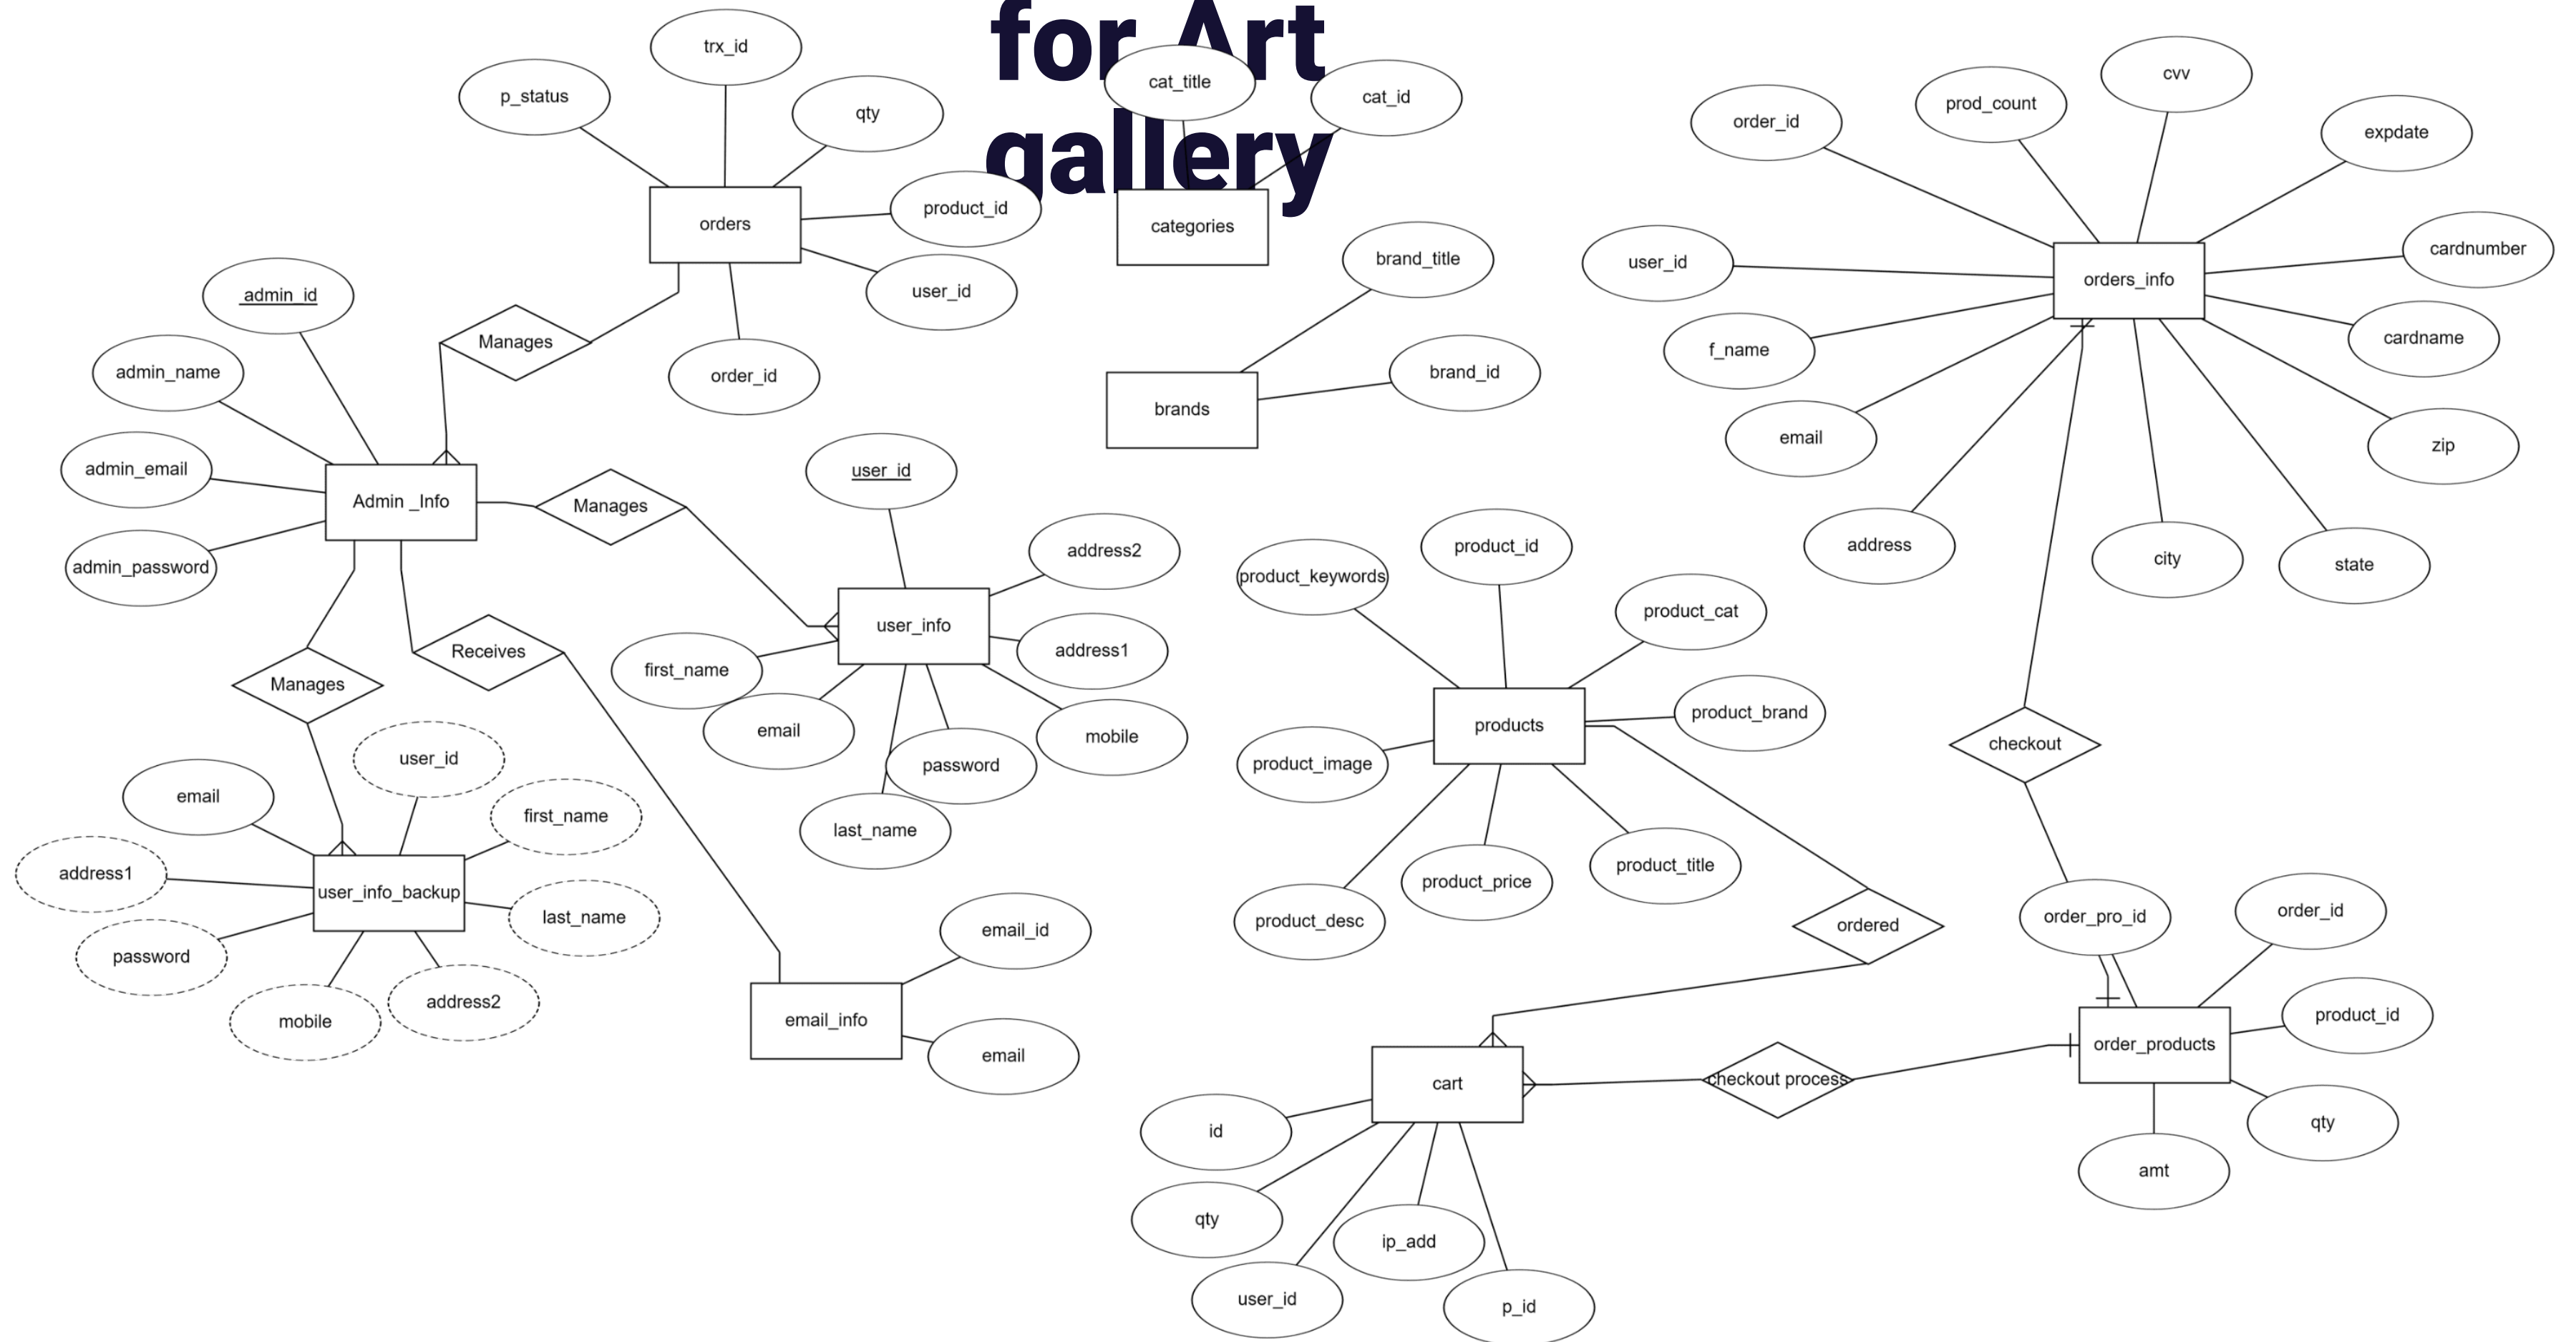 for Art
gallery
trx_id
p_status
qty
product_id
orders
user_id
order_id
cat_title
cat_id
categories
brand_title
brand_id
brands
order_id
prod_count
cvv
expdate
user_id
orders_info
cardnumber
f_name
cardname
email
zip
address
city
state
admin_id
admin_name
admin_email
admin_password
Admin _Info
Manages
Manages
Manages
Receives
user_id
address2
user_info
address1
first_name
email
password
mobile
last_name
product_keywords
product_id
product_cat
products
product_brand
product_image
product_desc
product_price
product_title
checkout
ordered
email
user_id
first_name
address1
user_info_backup
last_name
password
mobile
address2
email_id
email_info
email
order_pro_id
order_id
order_products
product_id
qty
amt
cart
checkout process
id
qty
ip_add
user_id
p_id